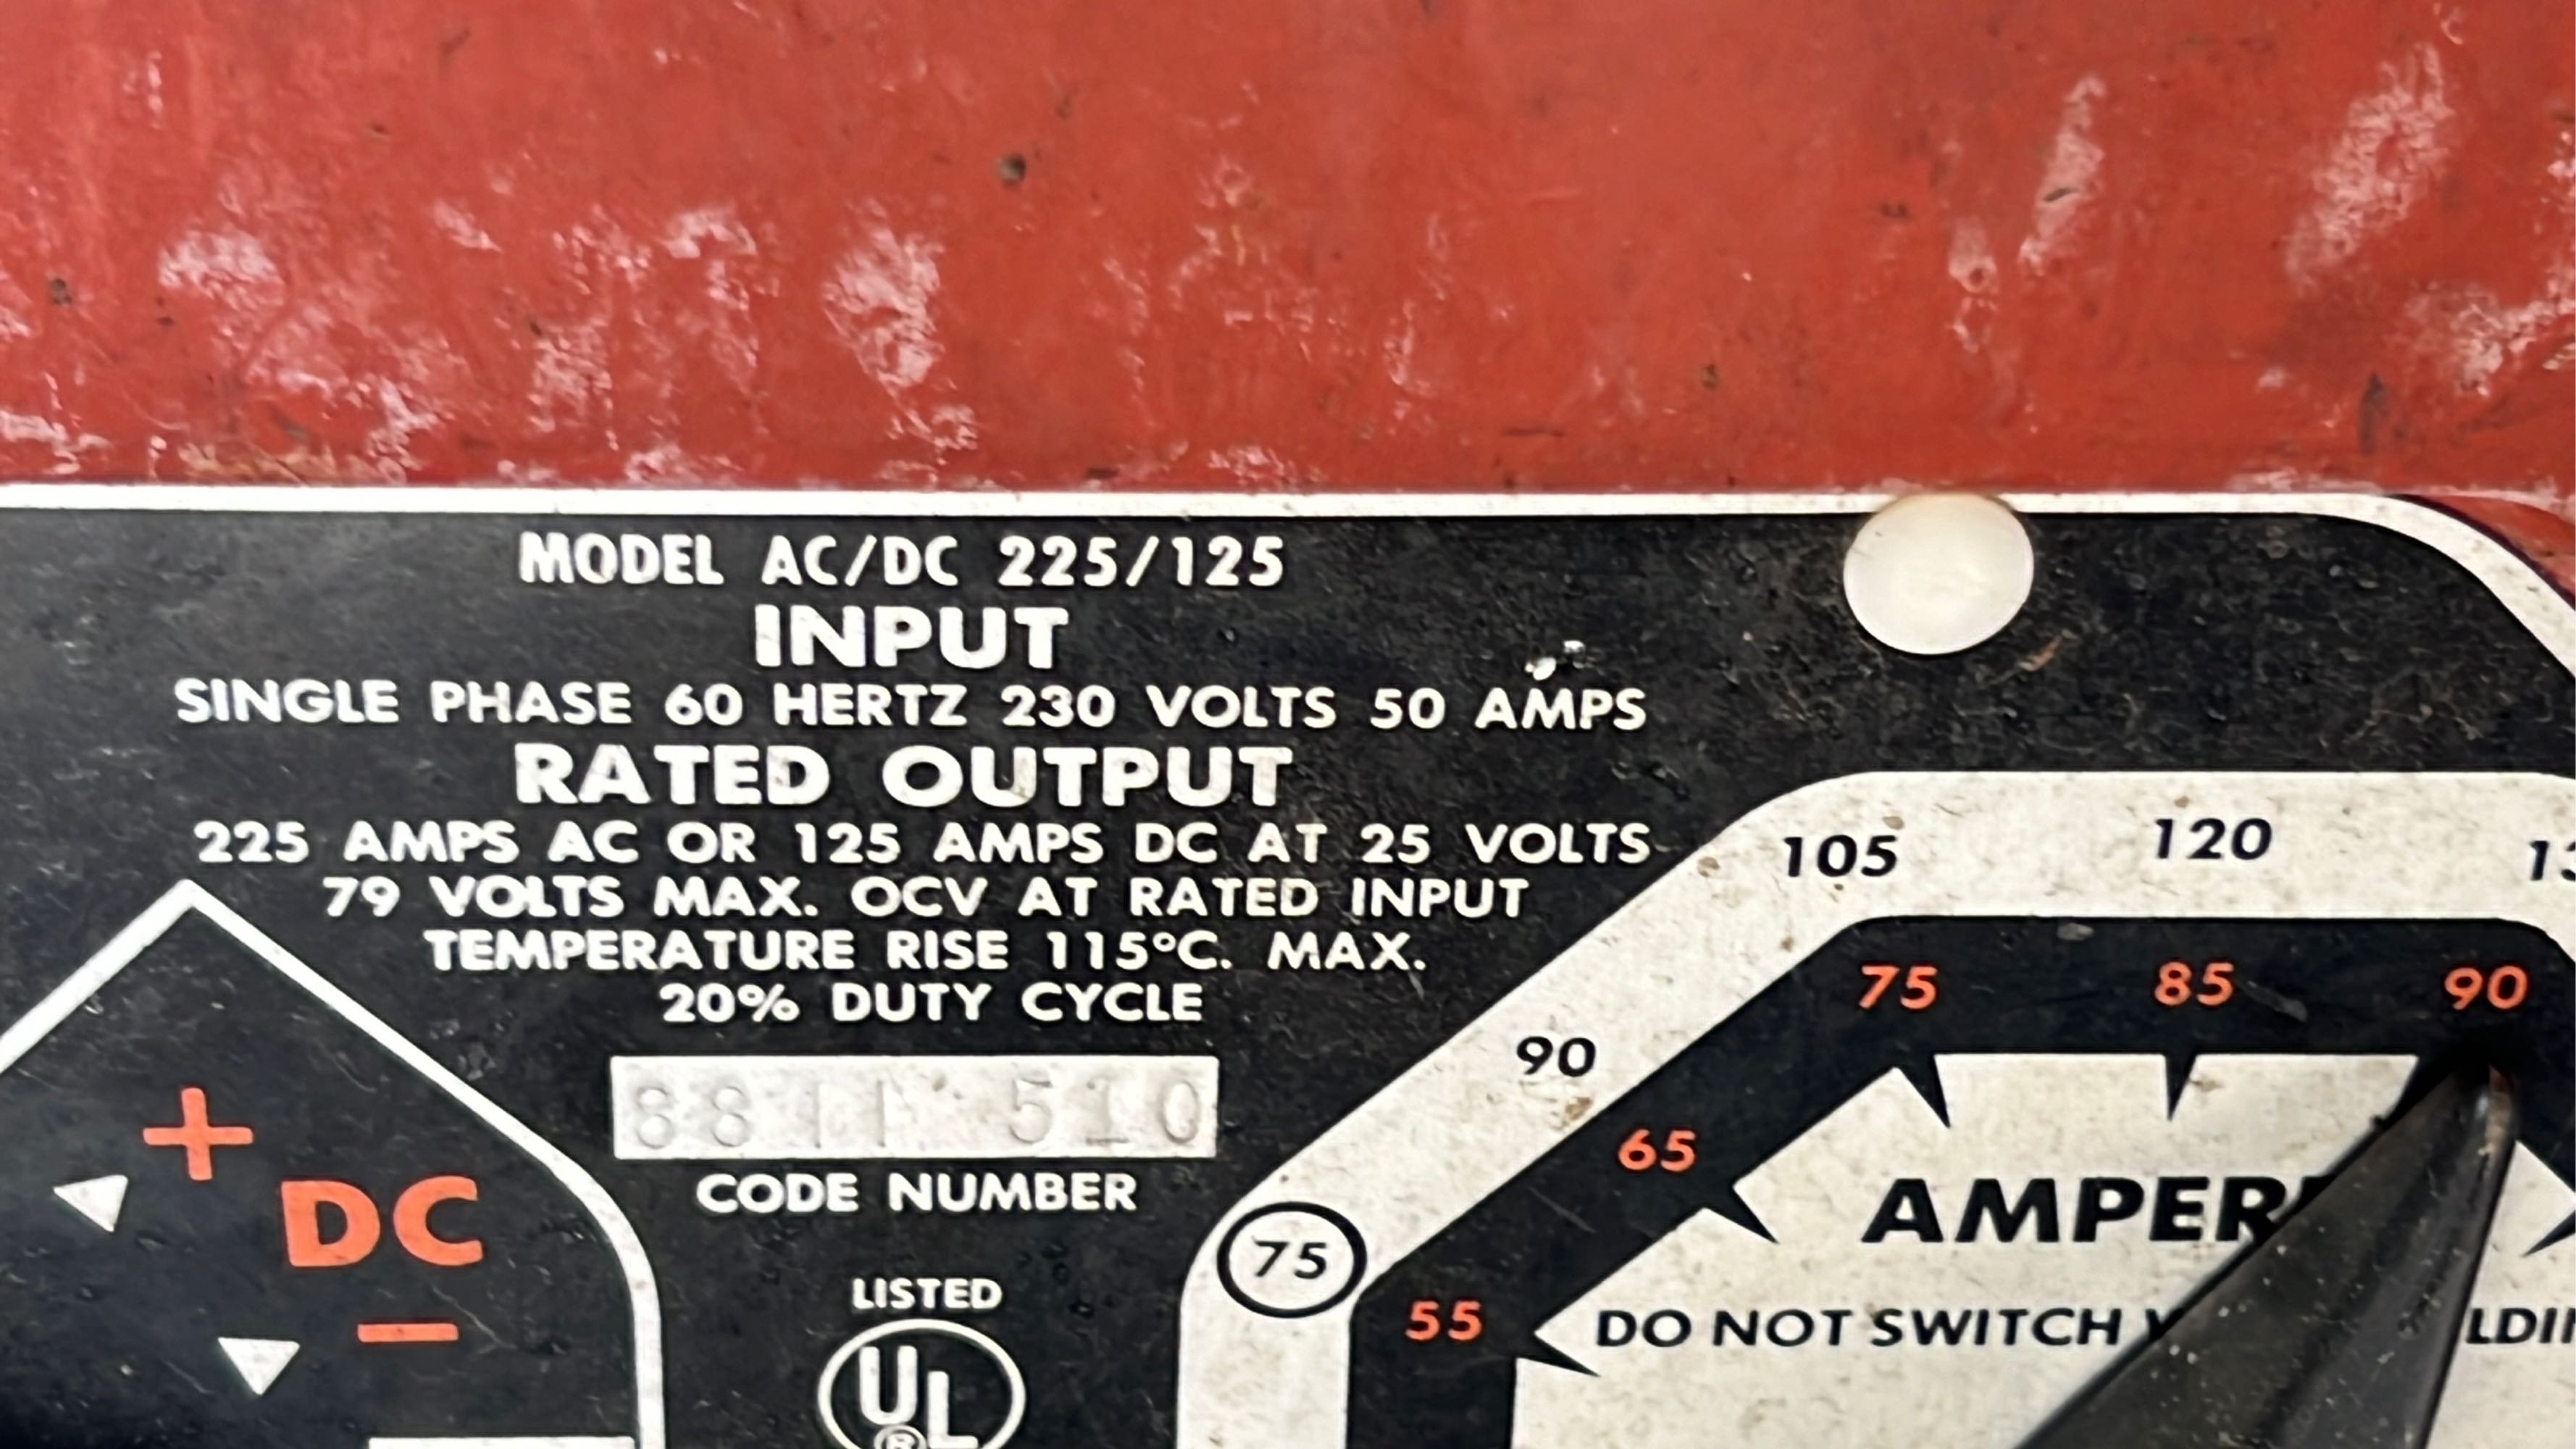 MODEL AC/DC 225/125
INPUT
SINGLE PHASE 60 HERTZ 230 VOLTS 50 AMPS
RATED OUTPUT
225 AMPS AC OR 125 AMPS DC AT 25 VOLTS
79 VOLTS MAX. OCV AT RATED INPUT
TEMPERATURE RISE 115°C. MAX.
20% DUTY CYCLE
8811 510
CODE NUMBER
LISTED
UL
®
+
DC
−
75
90
105
120
55
65
75
85
90
DO NOT SWITCH